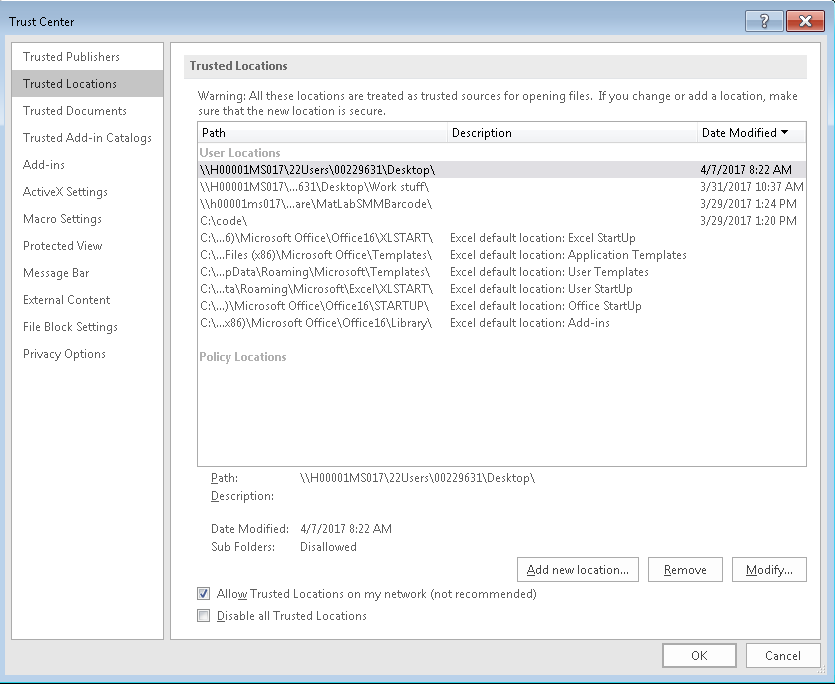 Trust Center
Trusted Publishers
Trusted Locations
Trusted Documents
Trusted Add-in Catalogs
Add-ins
ActiveX Settings
Macro Settings
Protected View
Message Bar
External Content
File Block Settings
Privacy Options
Trusted Locations
Warning: All these locations are treated as trusted sources for opening files. If you change or add a location, make
sure that the new location is secure.
Path Description Date Modified
User Locations
\\H00001MS017\22Users\00229631\Desktop\ 4/7/2017 8:22 AM
\\H00001MS017\...631\Desktop\Work stuff\ 3/31/2017 10:37 AM
\\h00001ms017\...are\MatLabSMMBarcode\ 3/29/2017 1:24 PM
C:\code\ 3/29/2017 1:20 PM
C:\...6)\Microsoft Office\Office16\XLSTART\ Excel default location: Excel StartUp
C:\...Files (x86)\Microsoft Office\Templates\ Excel default location: Application Templates
C:\...pData\Roaming\Microsoft\Templates\ Excel default location: User Templates
C:\...ta\Roaming\Microsoft\Excel\XLSTART\ Excel default location: User StartUp
C:\...)\Microsoft Office\Office16\STARTUP\ Excel default location: Office StartUp
C:\...x86)\Microsoft Office\Office16\Library\ Excel default location: Add-ins
Policy Locations
Path: \\H00001MS017\22Users\00229631\Desktop\
Description:
Date Modified: 4/7/2017 8:22 AM
Sub Folders: Disallowed
Add new location... Remove Modify...
Allow Trusted Locations on my network (not recommended)
Disable all Trusted Locations
OK Cancel